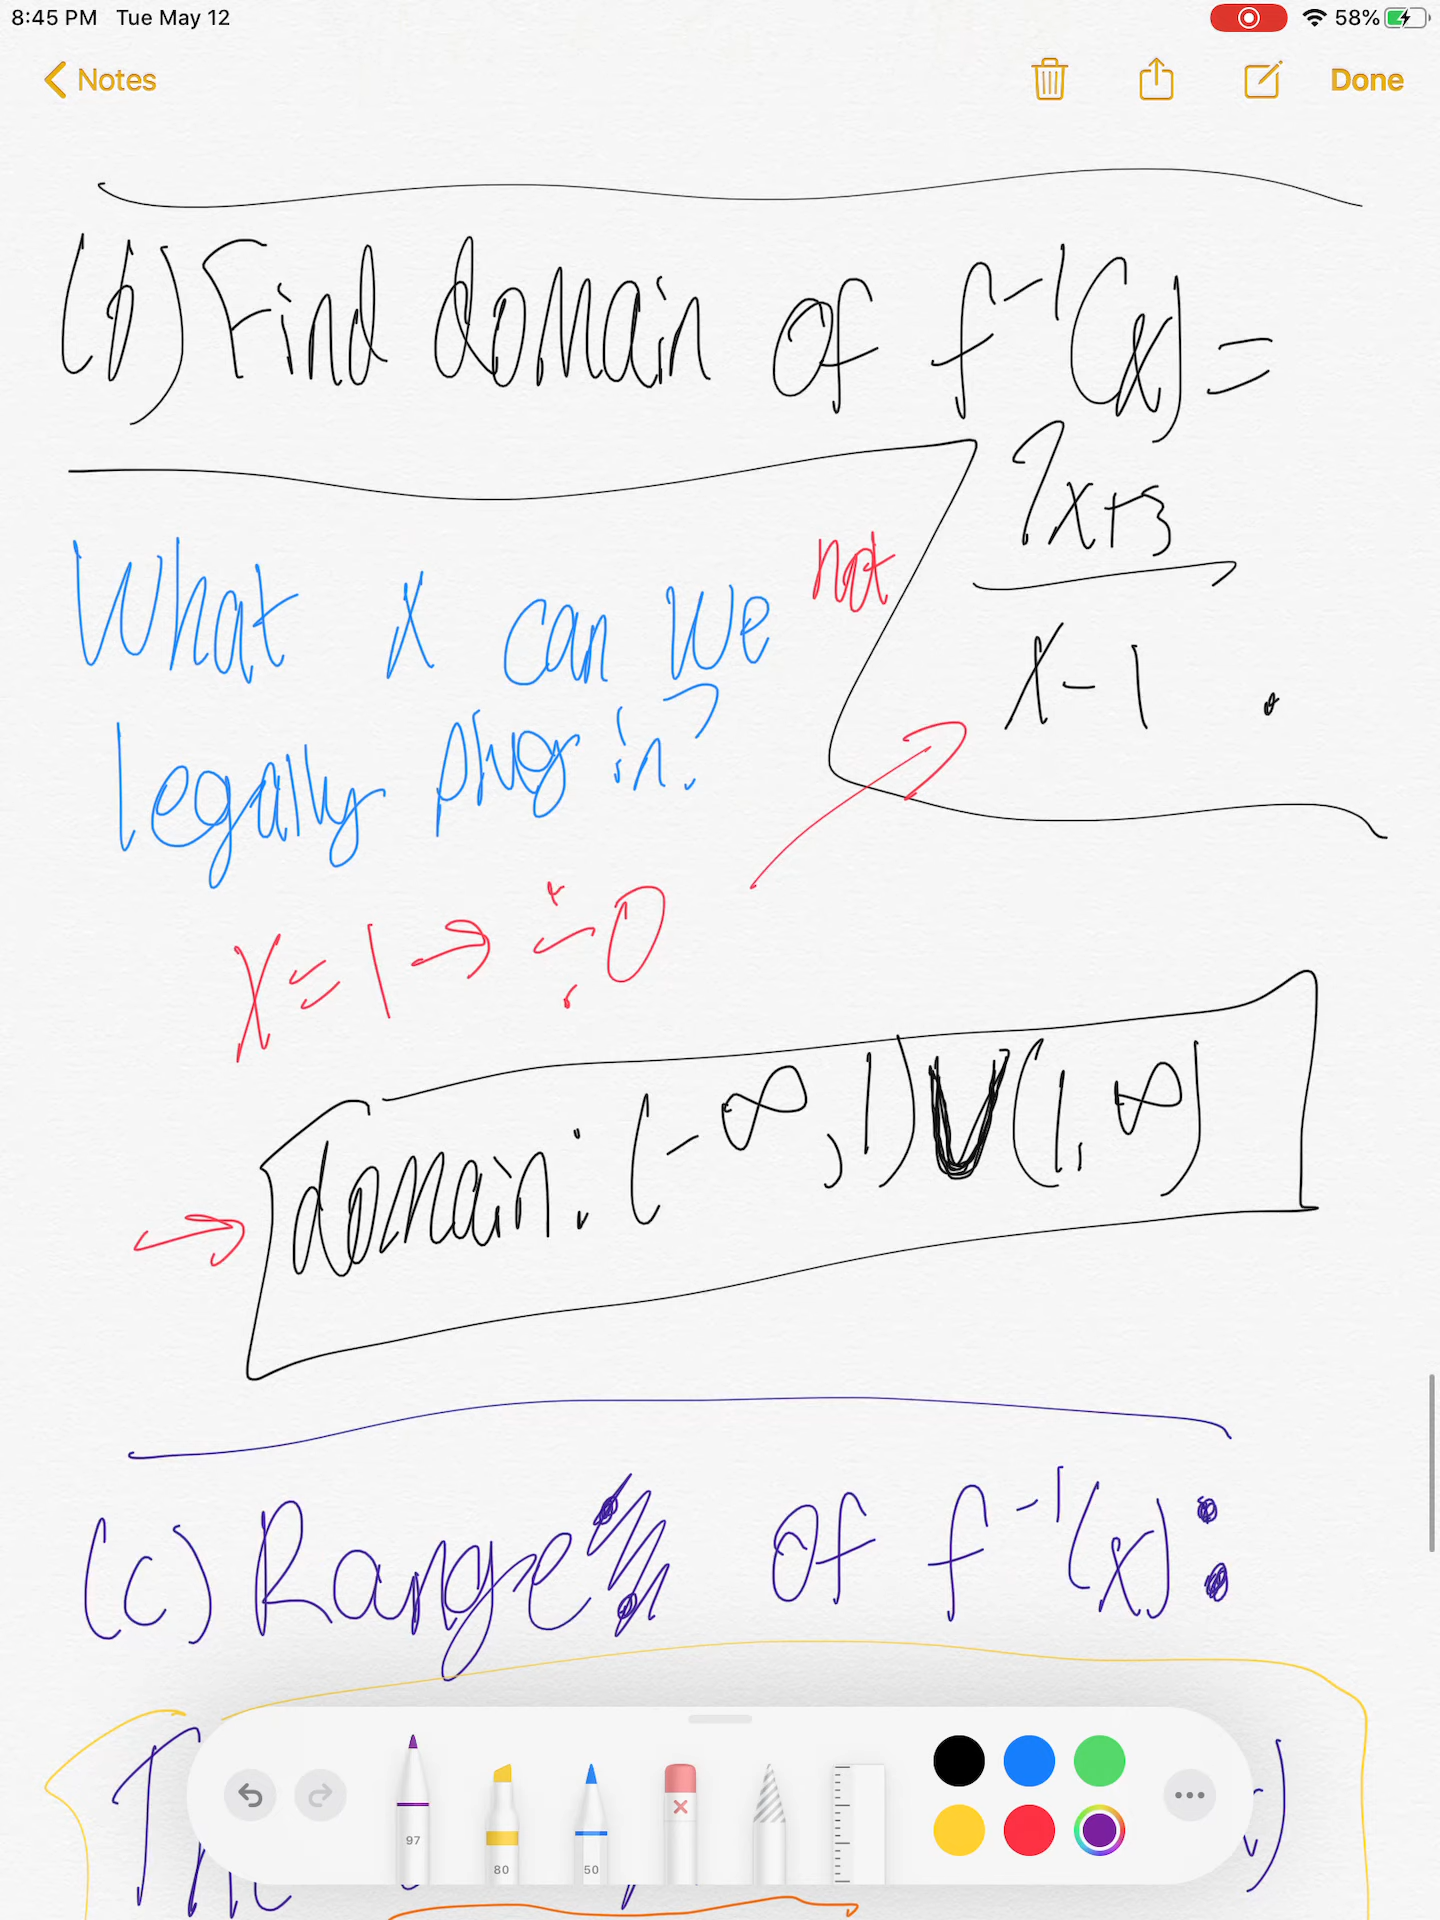 8:45 PM Tue May 12
58%
Notes
Done
(b) Find domain of f⁻¹(x) =
7x+3
x-1 .
What x can we not
legally plug in?
x=1 → ÷0
domain: (-∞,1)∪(1,∞)
(c) Range of f⁻¹(x):
97
80
50